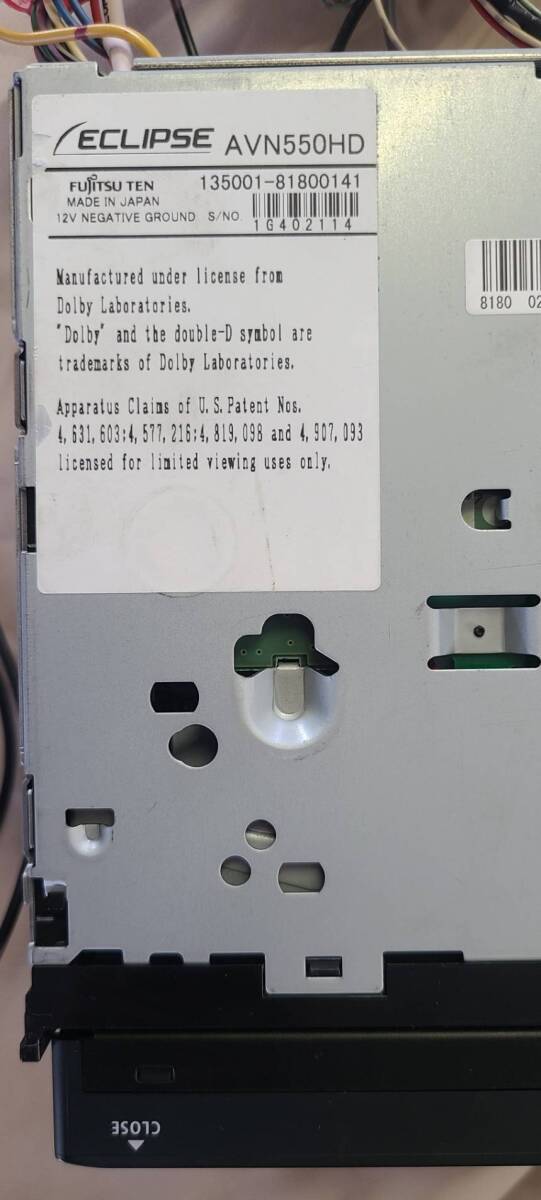 ECLIPSE AVN550HD
FUJITSU TEN 135001-81800141
MADE IN JAPAN
12V NEGATIVE GROUND S/NO. 1G402114
Manufactured under license from
Dolby Laboratories.
"Dolby" and the double-D symbol are
trademarks of Dolby Laboratories.
Apparatus Claims of U.S. Patent Nos.
4,631,603;4,577,216;4,819,098 and 4,907,093
licensed for limited viewing uses only.
8180 02
CLOSE